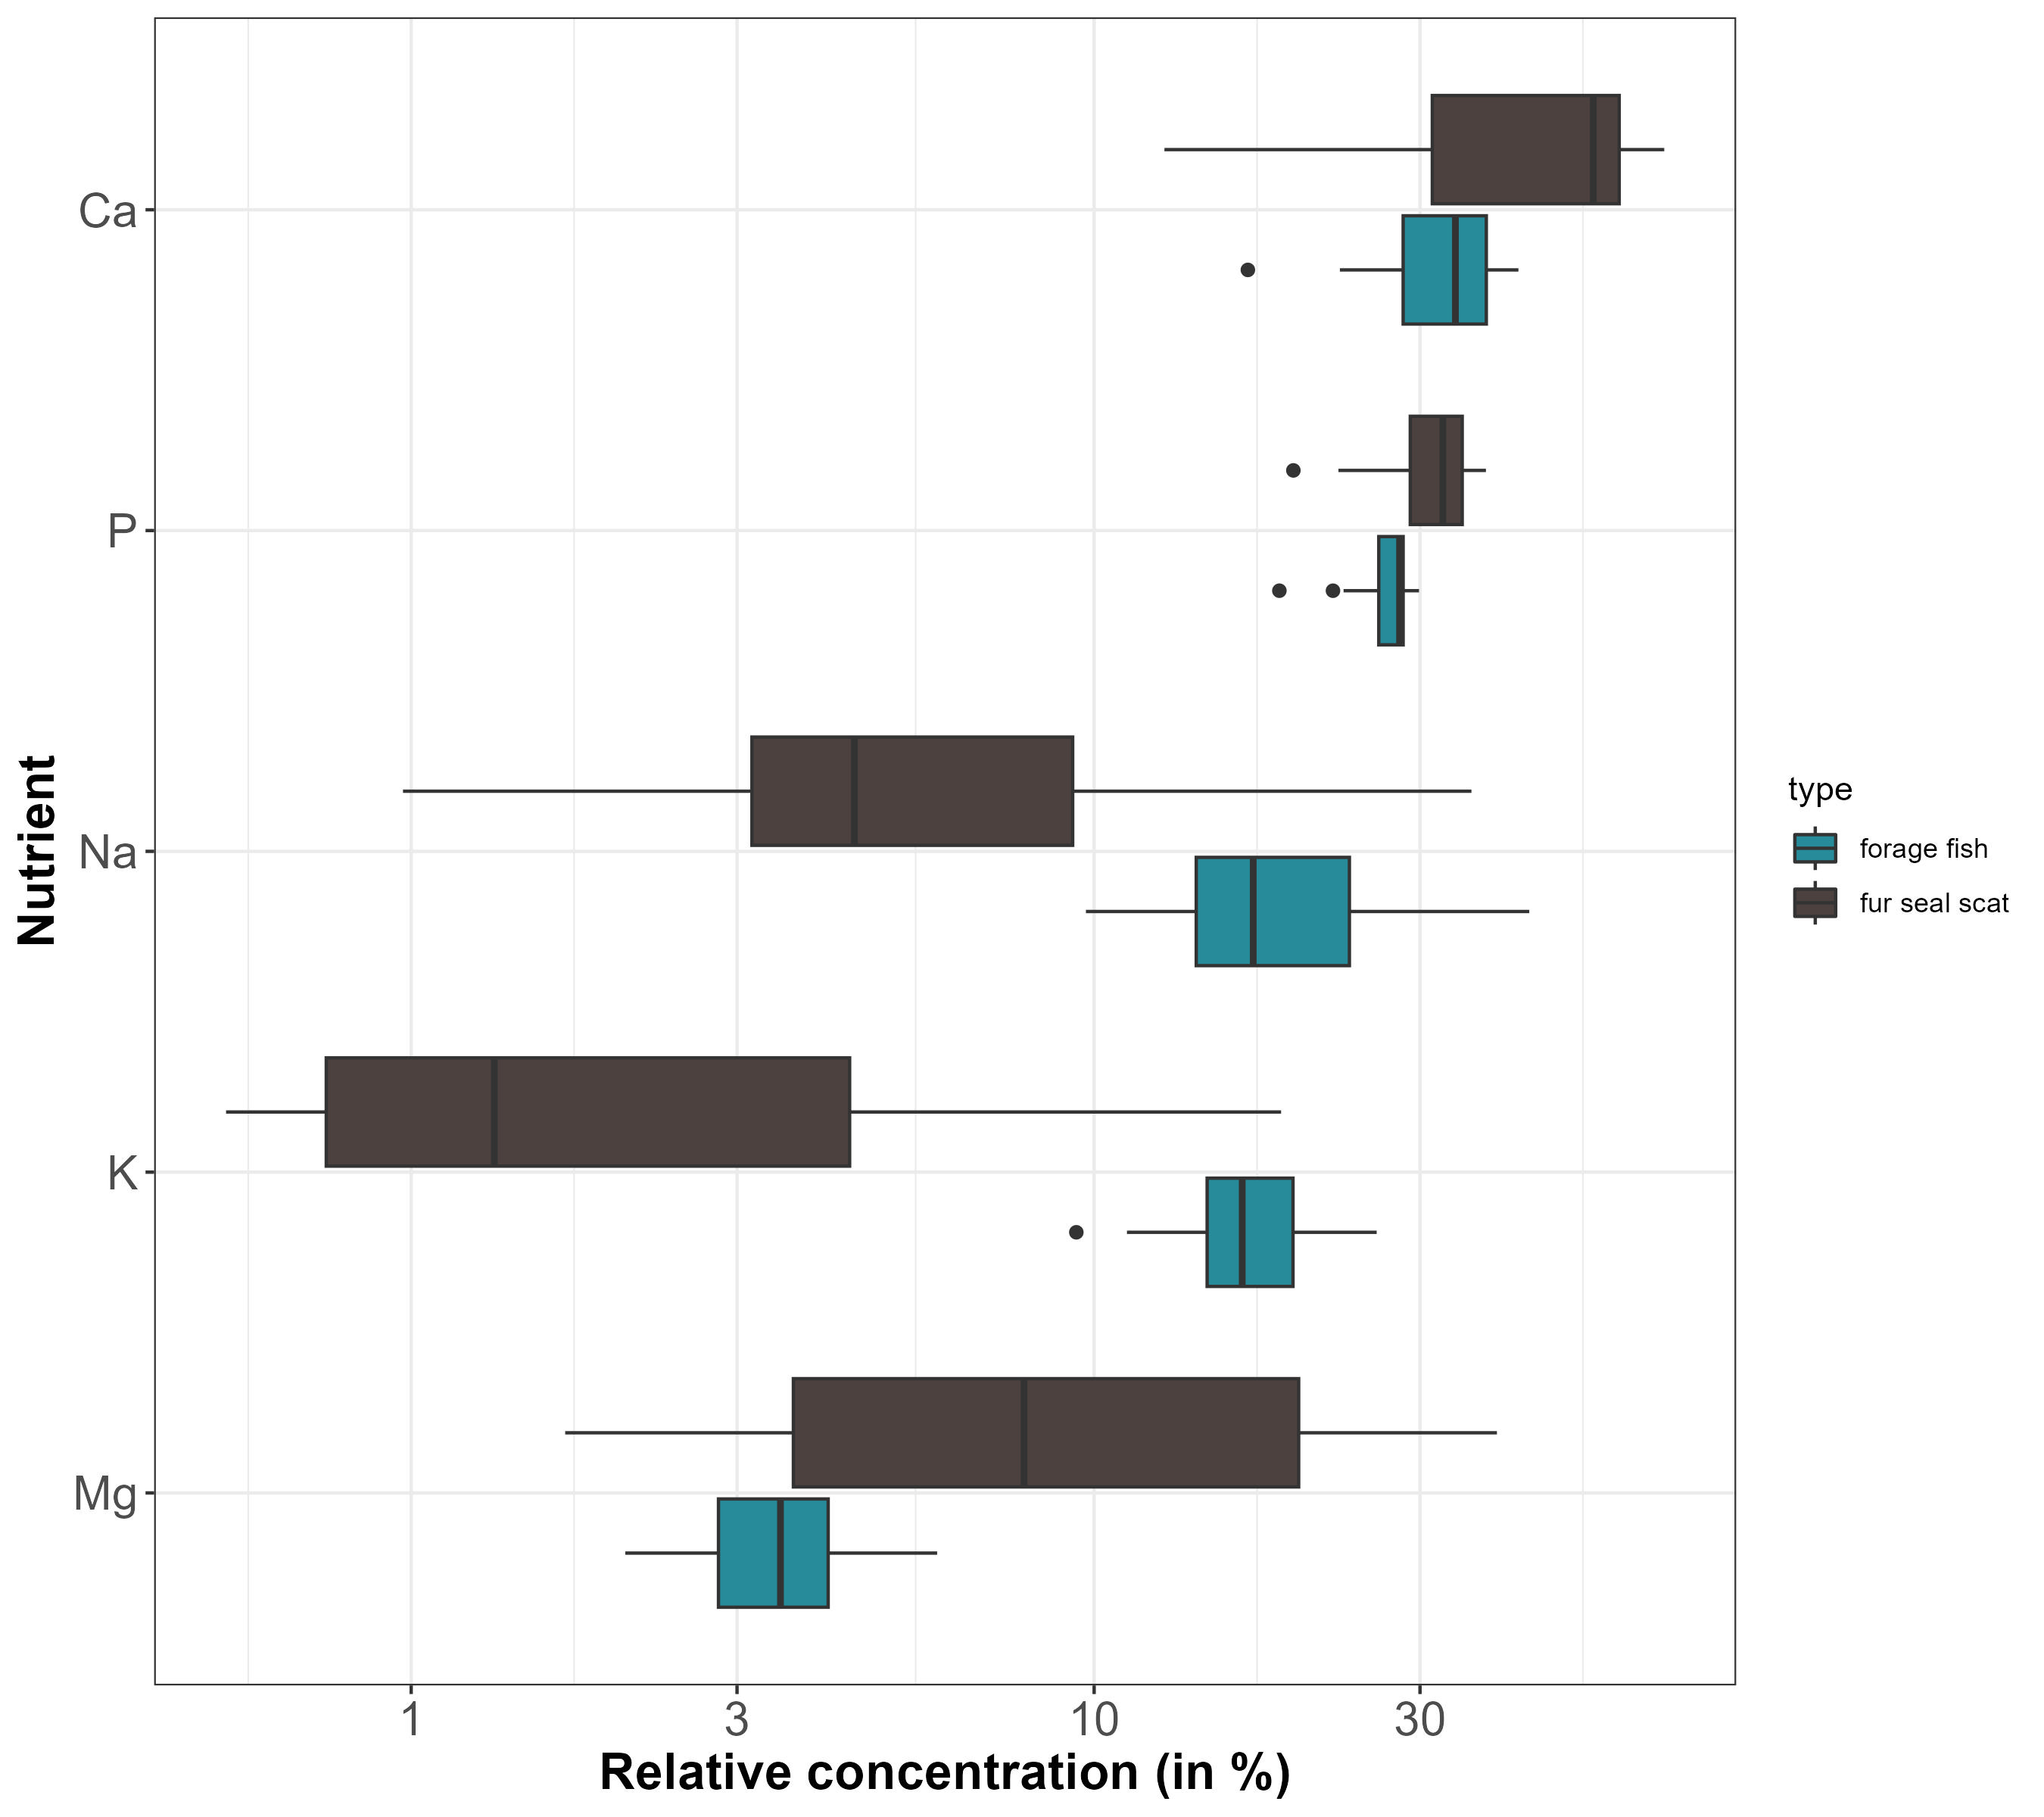 Nutrient
Ca
P
Na
K
Mg
1 3 10 30
Relative concentration (in %)
type
forage fish
fur seal scat